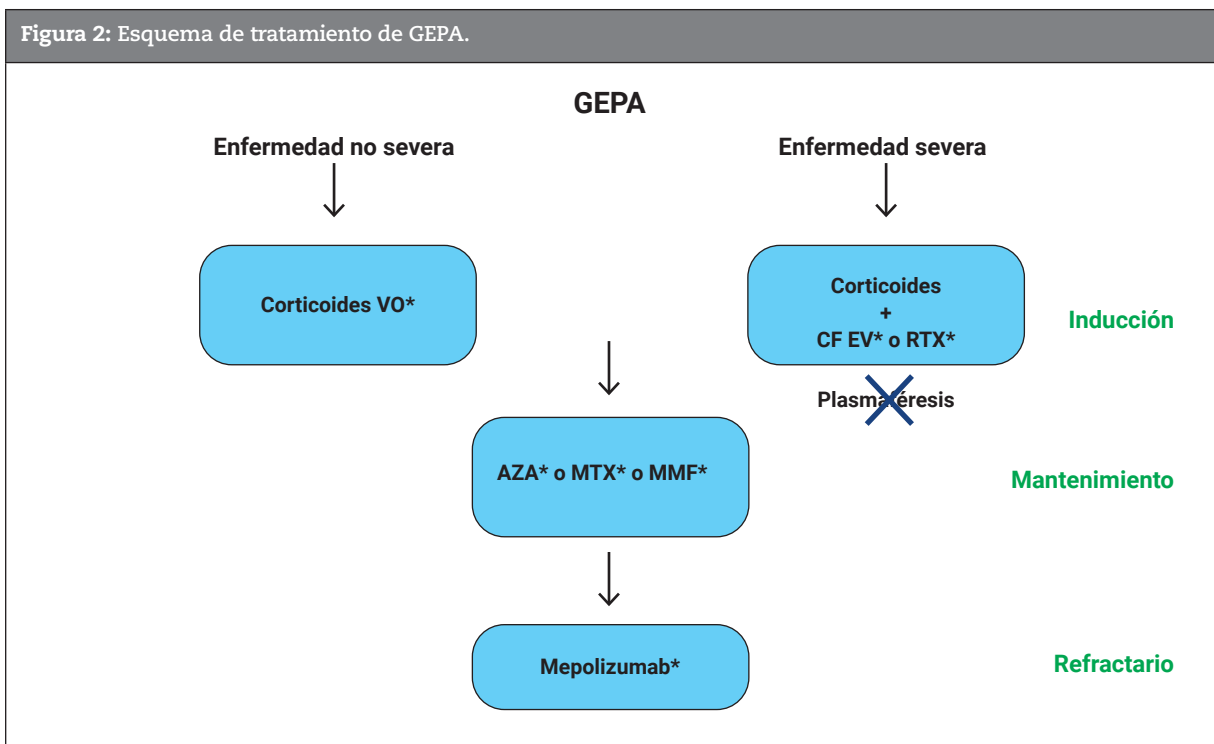 Figura 2: Esquema de tratamiento de GEPA.
GEPA
Enfermedad no severa
Enfermedad severa
Corticoides VO*
Corticoides
+
CF EV* o RTX*
Inducción
Plasmaféresis
AZA* o MTX* o MMF*
Mantenimiento
Mepolizumab*
Refractario